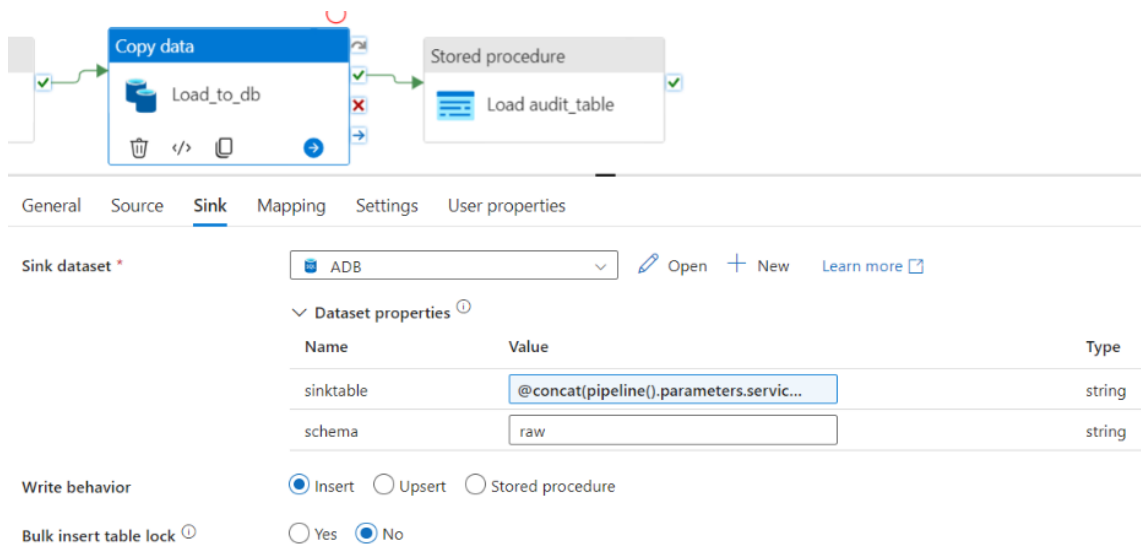 Copy data
Load_to_db
Stored procedure
Load audit_table
General Source Sink Mapping Settings User properties
Sink dataset *
ADB
Open New Learn more
Dataset properties
Name Value Type
sinktable @concat(pipeline().parameters.servic... string
schema raw string
Write behavior Insert Upsert Stored procedure
Bulk insert table lock Yes No